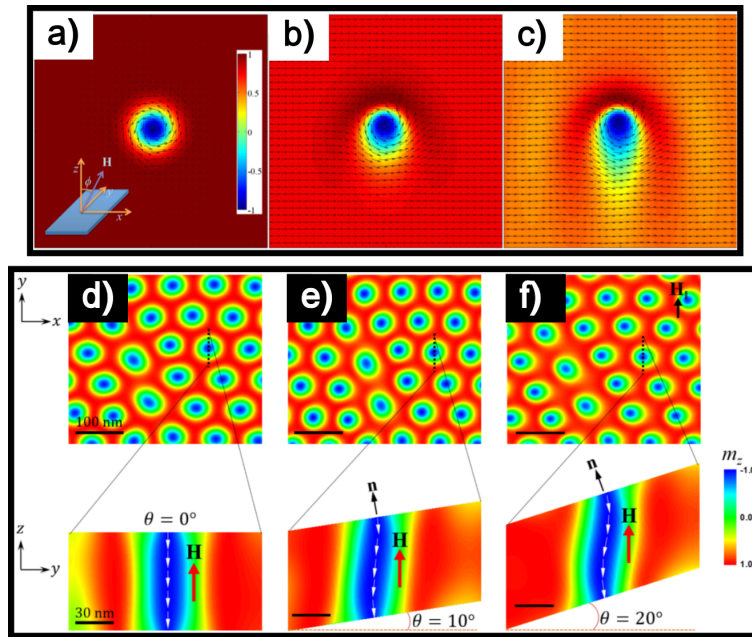 a)
b)
c)
1
0.5
0
-0.5
-1
z
H
ϕ
y
x
d)
e)
f)
H
y
x
100 nm
n
n
m_z
-1.0
0.0
1.0
θ = 0°
H
H
H
z
y
30 nm
θ = 10°
θ = 20°